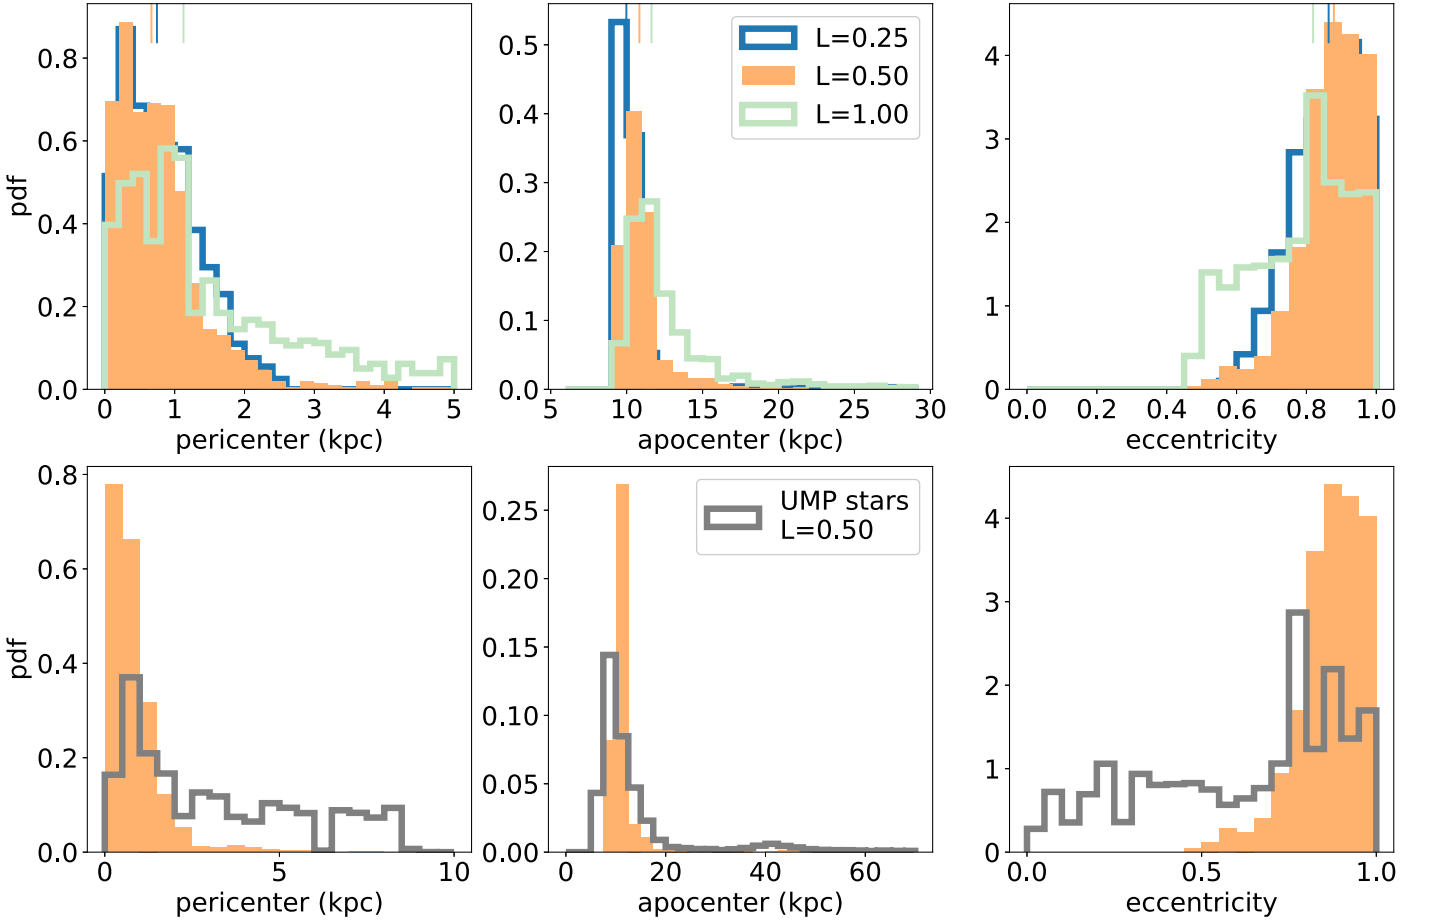 pdf
0.8
0.6
0.4
0.2
0.0
0 1 2 3 4 5
pericenter (kpc)
0.5
0.4
0.3
0.2
0.1
0.0
5 10 15 20 25 30
apocenter (kpc)
L=0.25
L=0.50
L=1.00
4
3
2
1
0
0.0 0.2 0.4 0.6 0.8 1.0
eccentricity
pdf
0.8
0.6
0.4
0.2
0.0
0 5 10
pericenter (kpc)
0.25
0.20
0.15
0.10
0.05
0.00
0 20 40 60
apocenter (kpc)
UMP stars
L=0.50
4
3
2
1
0
0.0 0.5 1.0
eccentricity